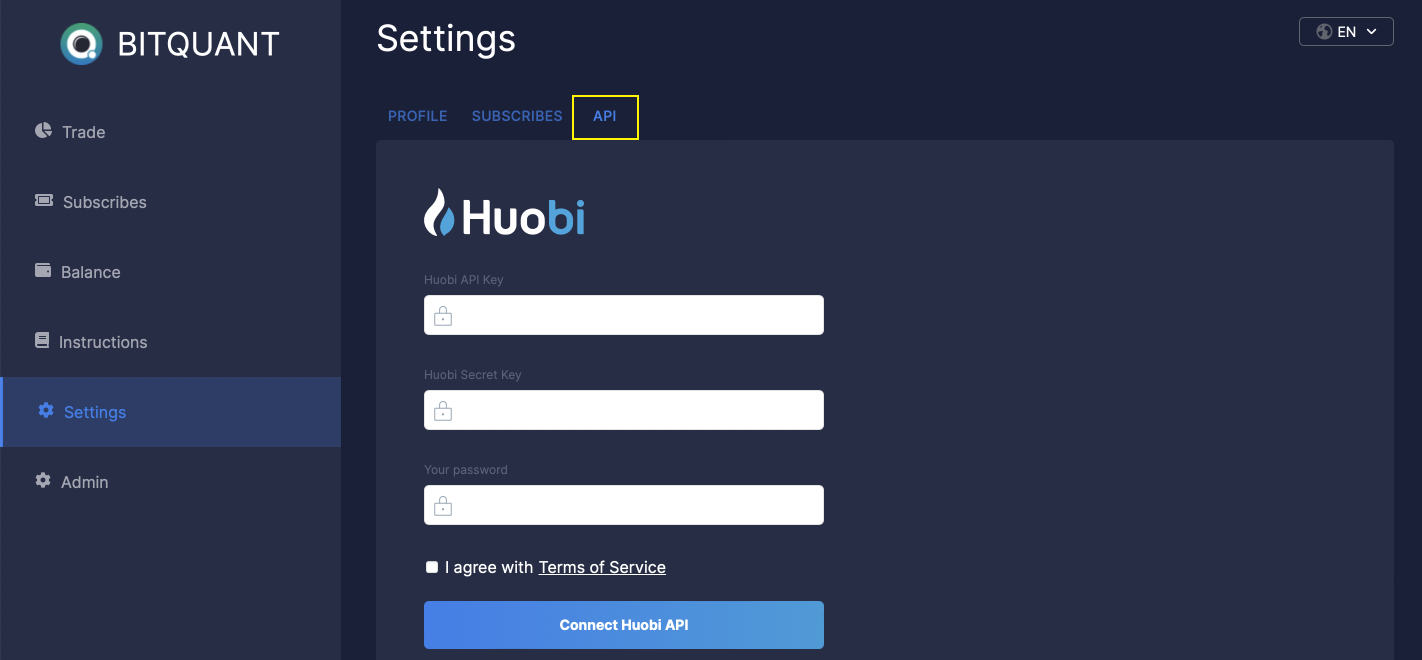 BITQUANT
Trade
Subscribes
Balance
Instructions
Settings
Admin
Settings
EN
PROFILE SUBSCRIBES API
Huobi
Huobi API Key
Huobi Secret Key
Your password
I agree with Terms of Service
Connect Huobi API